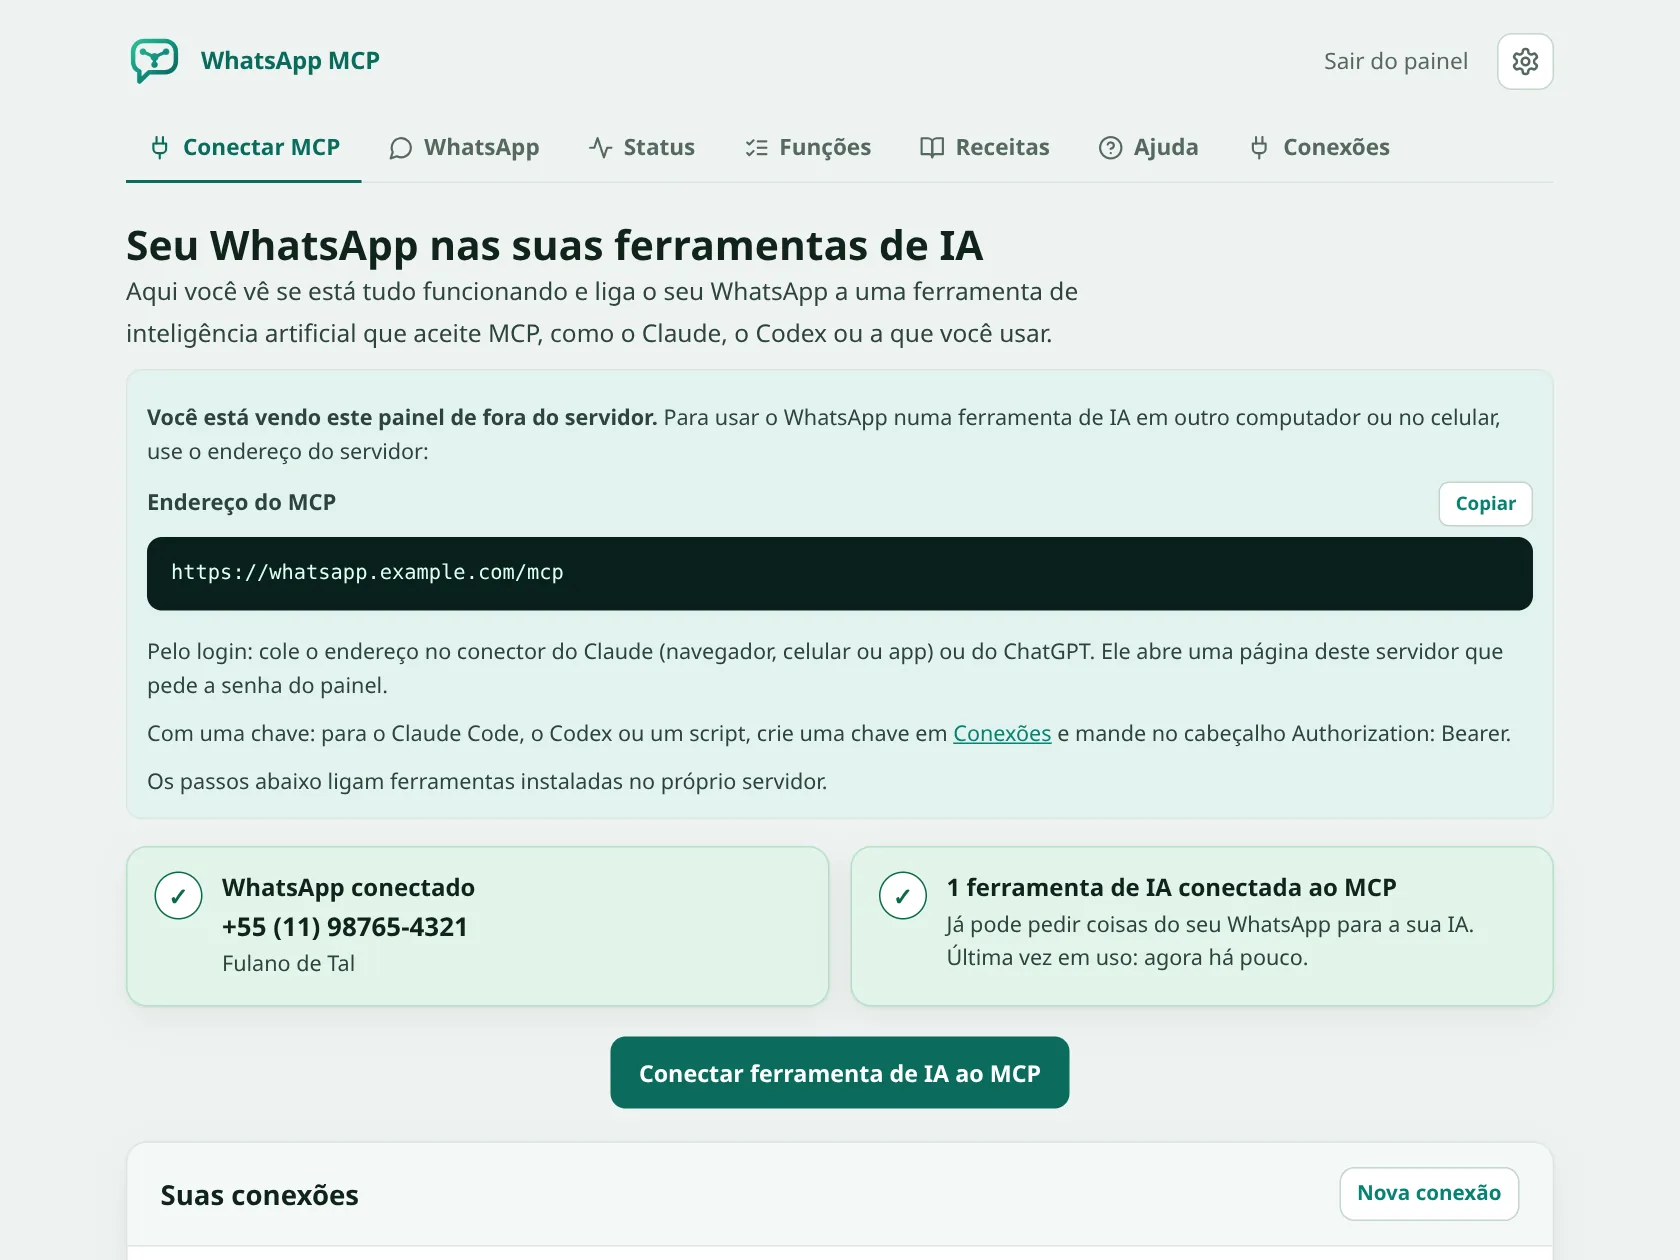 WhatsApp MCP
Sair do painel
Conectar MCP
WhatsApp
Status
Funções
Receitas
Ajuda
Conexões
Seu WhatsApp nas suas ferramentas de IA
Aqui você vê se está tudo funcionando e liga o seu WhatsApp a uma ferramenta de
inteligência artificial que aceite MCP, como o Claude, o Codex ou a que você usar.
Você está vendo este painel de fora do servidor. Para usar o WhatsApp numa ferramenta de IA em outro computador ou no celular,
use o endereço do servidor:
Endereço do MCP
Copiar
https://whatsapp.example.com/mcp
Pelo login: cole o endereço no conector do Claude (navegador, celular ou app) ou do ChatGPT. Ele abre uma página deste servidor que
pede a senha do painel.
Com uma chave: para o Claude Code, o Codex ou um script, crie uma chave em Conexões e mande no cabeçalho Authorization: Bearer.
Os passos abaixo ligam ferramentas instaladas no próprio servidor.
WhatsApp conectado
+55 (11) 98765-4321
Fulano de Tal
1 ferramenta de IA conectada ao MCP
Já pode pedir coisas do seu WhatsApp para a sua IA.
Última vez em uso: agora há pouco.
Conectar ferramenta de IA ao MCP
Suas conexões
Nova conexão